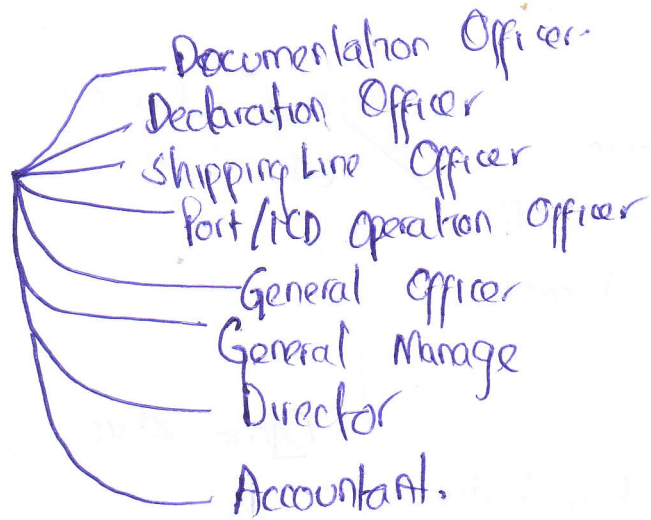 Documentation Officer.
Declaration Officer
Shipping Line Officer
Port/ICD Operation Officer
General Officer
General Manage
Director
Accountant.